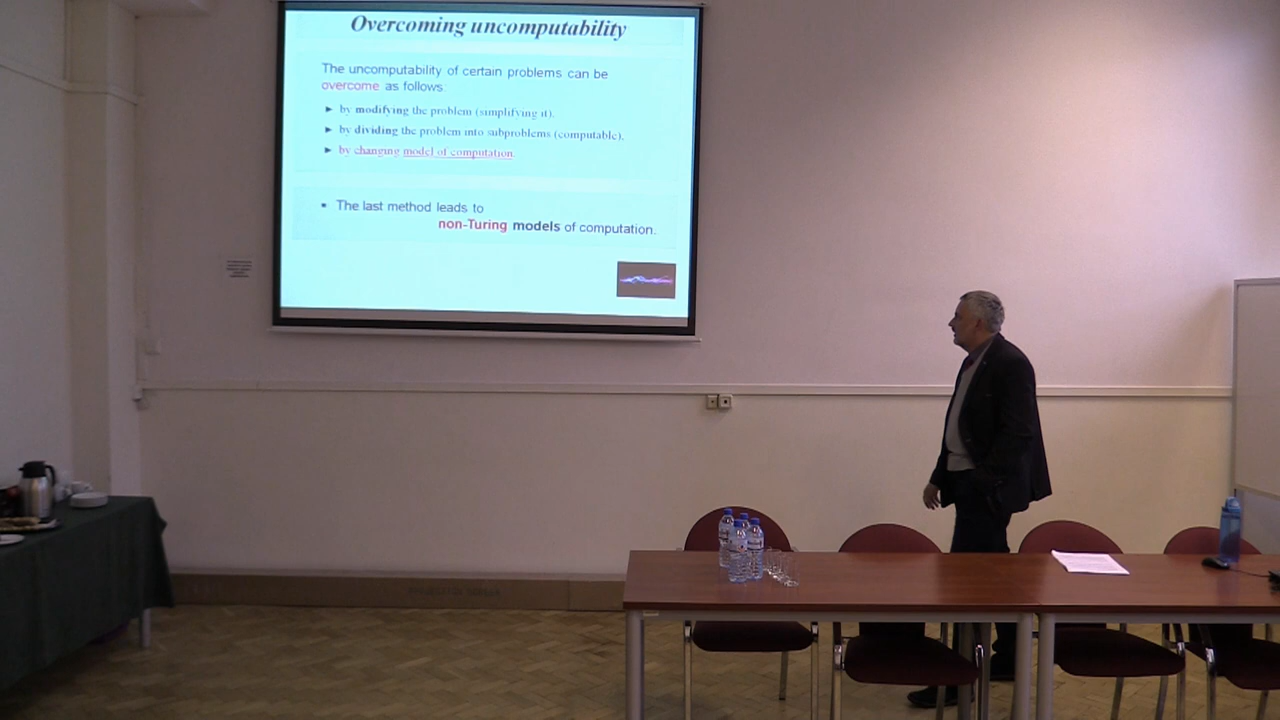 Overcoming uncomputability
The uncomputability of certain problems can be
overcome as follows.
► by modifying the problem (simplifying it).
► by dividing the problem into subproblems (computable).
► by changing model of computation.
• The last method leads to
non-Turing models of computation.